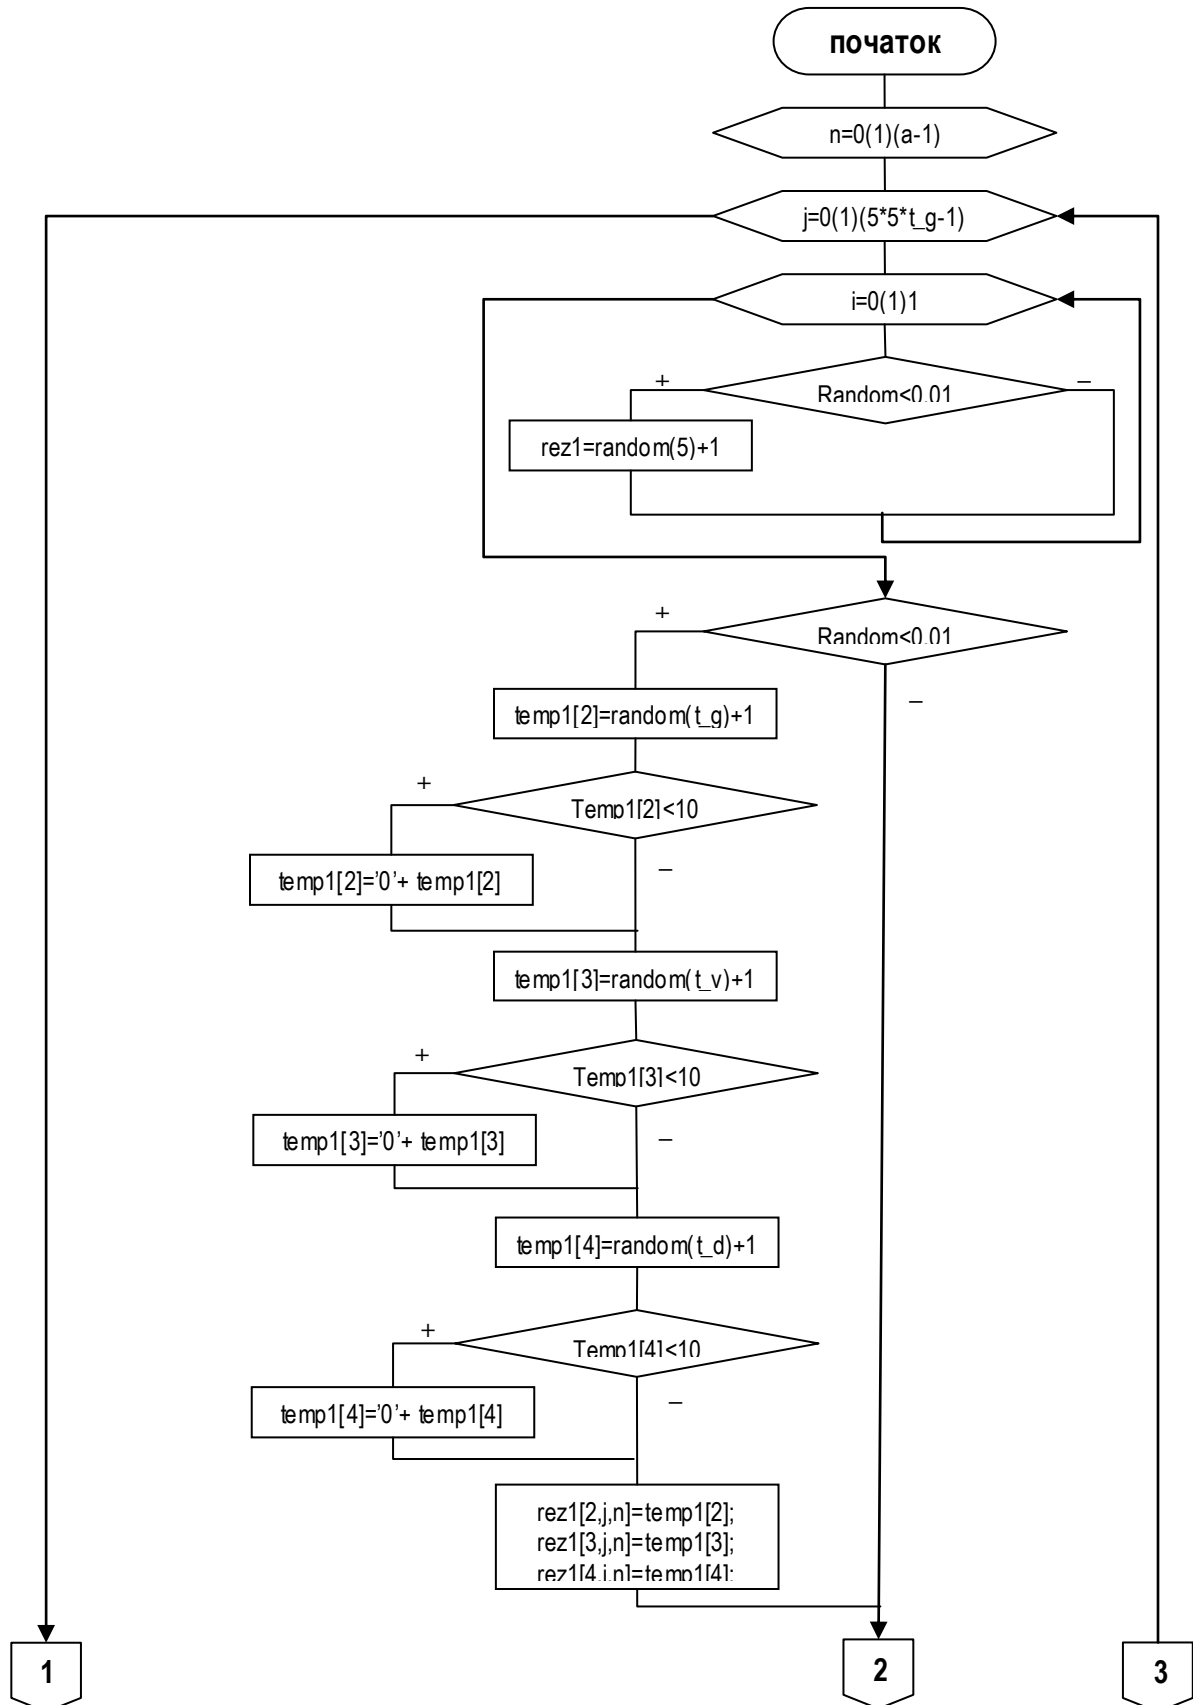 початок
n=0(1)(a-1)
j=0(1)(5*5*t_g-1)
i=0(1)1
+
Random<0.01
–
rez1=random(5)+1
+
Random<0.01
–
temp1[2]=random(t_g)+1
+
Temp1[2]<10
–
temp1[2]='0'+ temp1[2]
temp1[3]=random(t_v)+1
+
Temp1[3]<10
–
temp1[3]='0'+ temp1[3]
temp1[4]=random(t_d)+1
+
Temp1[4]<10
–
temp1[4]='0'+ temp1[4]
rez1[2,j,n]=temp1[2];
rez1[3,j,n]=temp1[3];
rez1[4,j,n]=temp1[4];
1
2
3